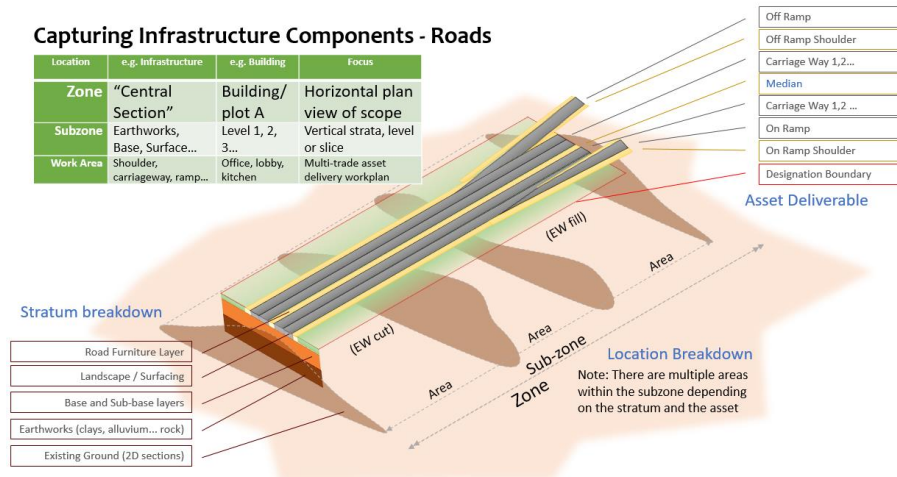 Capturing Infrastructure Components - Roads
Location
e.g. Infrastructure
e.g. Building
Focus
Zone
"Central
Section"
Building/
plot A
Horizontal plan
view of scope
Subzone
Earthworks,
Base, Surface...
Level 1, 2,
3...
Vertical strata, level
or slice
Work Area
Shoulder,
carriageway, ramp...
Office, lobby,
kitchen
Multi-trade asset
delivery workplan
Off Ramp
Off Ramp Shoulder
Carriage Way 1,2...
Median
Carriage Way 1,2 ...
On Ramp
On Ramp Shoulder
Designation Boundary
Asset Deliverable
(EW fill)
Area
(EW cut)
Area
Sub-zone
Area
Zone
Stratum breakdown
Road Furniture Layer
Landscape / Surfacing
Base and Sub-base layers
Earthworks (clays, alluvium... rock)
Existing Ground (2D sections)
Location Breakdown
Note: There are multiple areas
within the subzone depending
on the stratum and the asset